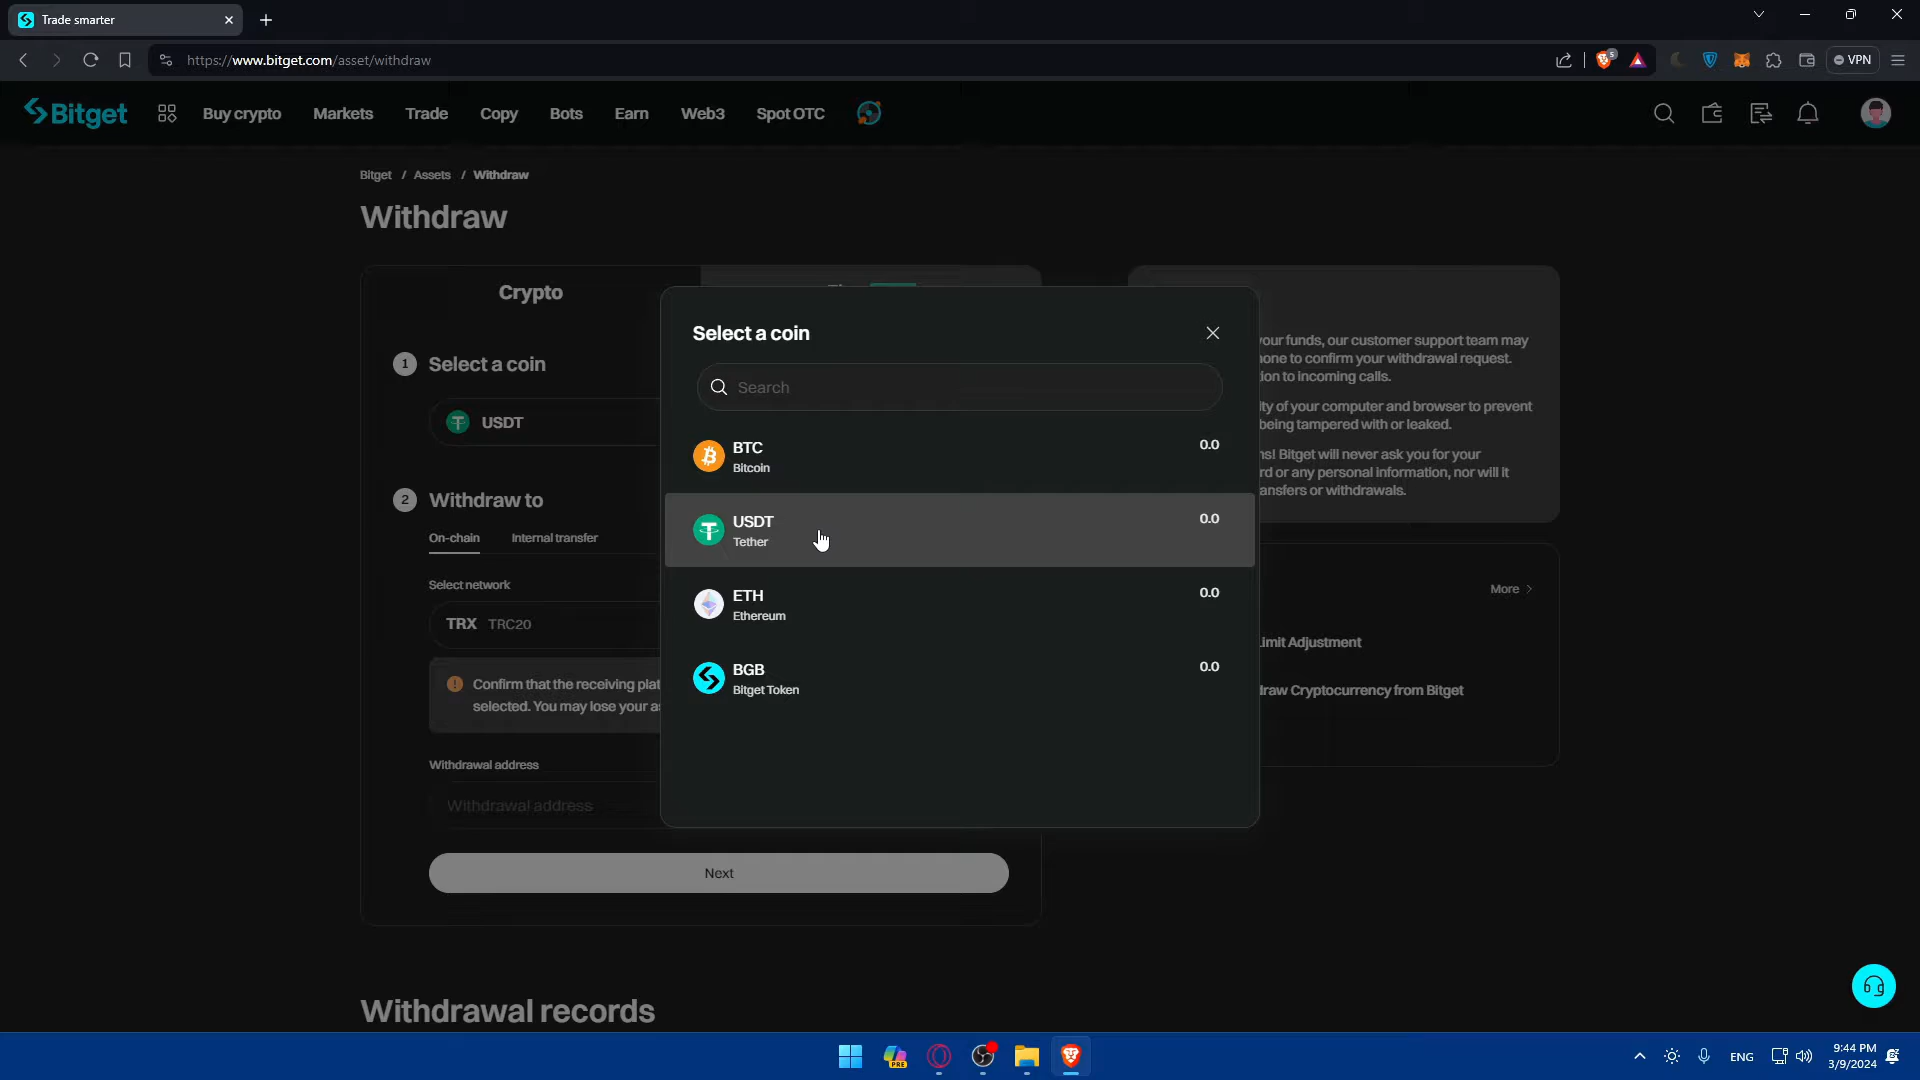 Trade smarter
https://www.bitget.com/asset/withdraw
5
VPN
Bitget
Buy crypto
Markets
Trade
Copy
Bots
Earn
Web3
Spot OTC
Bitget / Assets / Withdraw
Withdraw
Crypto
1
Select a coin
USDT
2
Withdraw to
On-chain
Internal transfer
Select network
TRX TRC20
Confirm that the receiving plat
selected. You may lose your a
Withdrawal address
Withdrawal address
Next
Select a coin
Search
BTC
0.0
Bitcoin
USDT
0.0
Tether
ETH
0.0
Ethereum
BGB
0.0
Bitget Token
your funds, our customer support team may
one to confirm your withdrawal request.
ion to incoming calls.
ity of your computer and browser to prevent
being tampered with or leaked.
ns! Bitget will never ask you for your
rd or any personal information, nor will it
ansfers or withdrawals.
More
Limit Adjustment
draw Cryptocurrency from Bitget
Withdrawal records
PRE
ENG
9:44 PM
3/9/2024